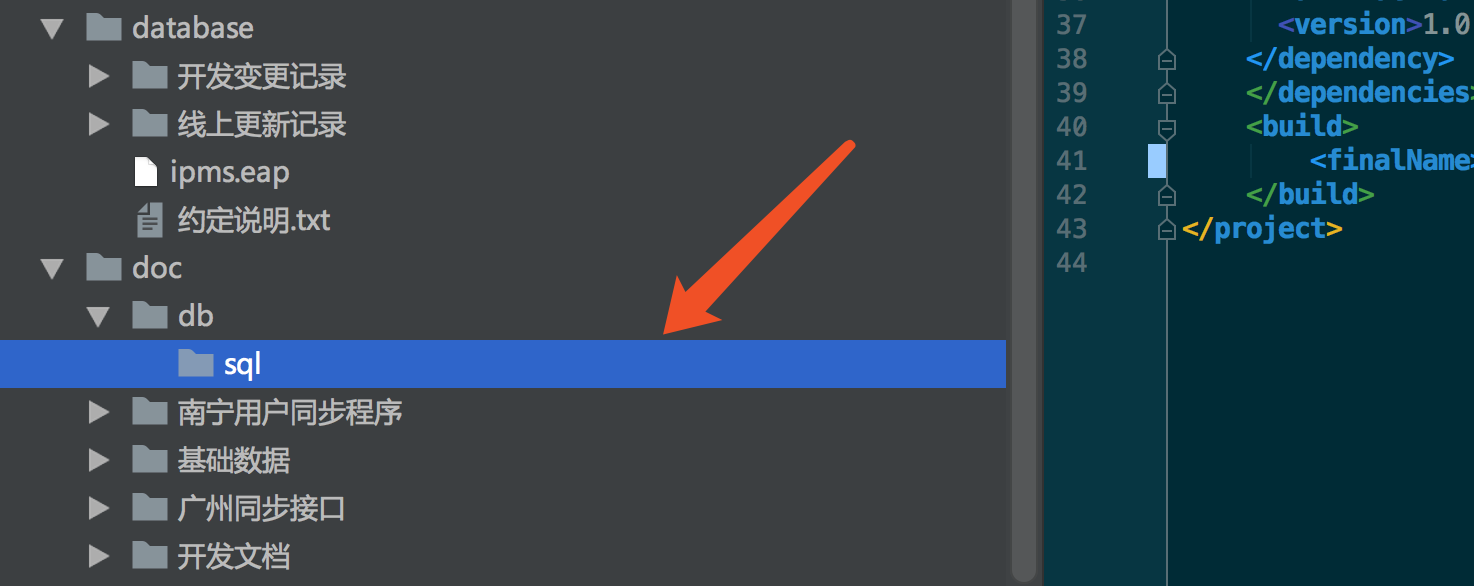 database
开发变更记录
线上更新记录
ipms.eap
约定说明.txt
doc
db
sql
南宁用户同步程序
基础数据
广州同步接口
开发文档
37 <version>1.0
38 </dependency>
39 </dependencies>
40 <build>
41 <finalName>
42 </build>
43 </project>
44